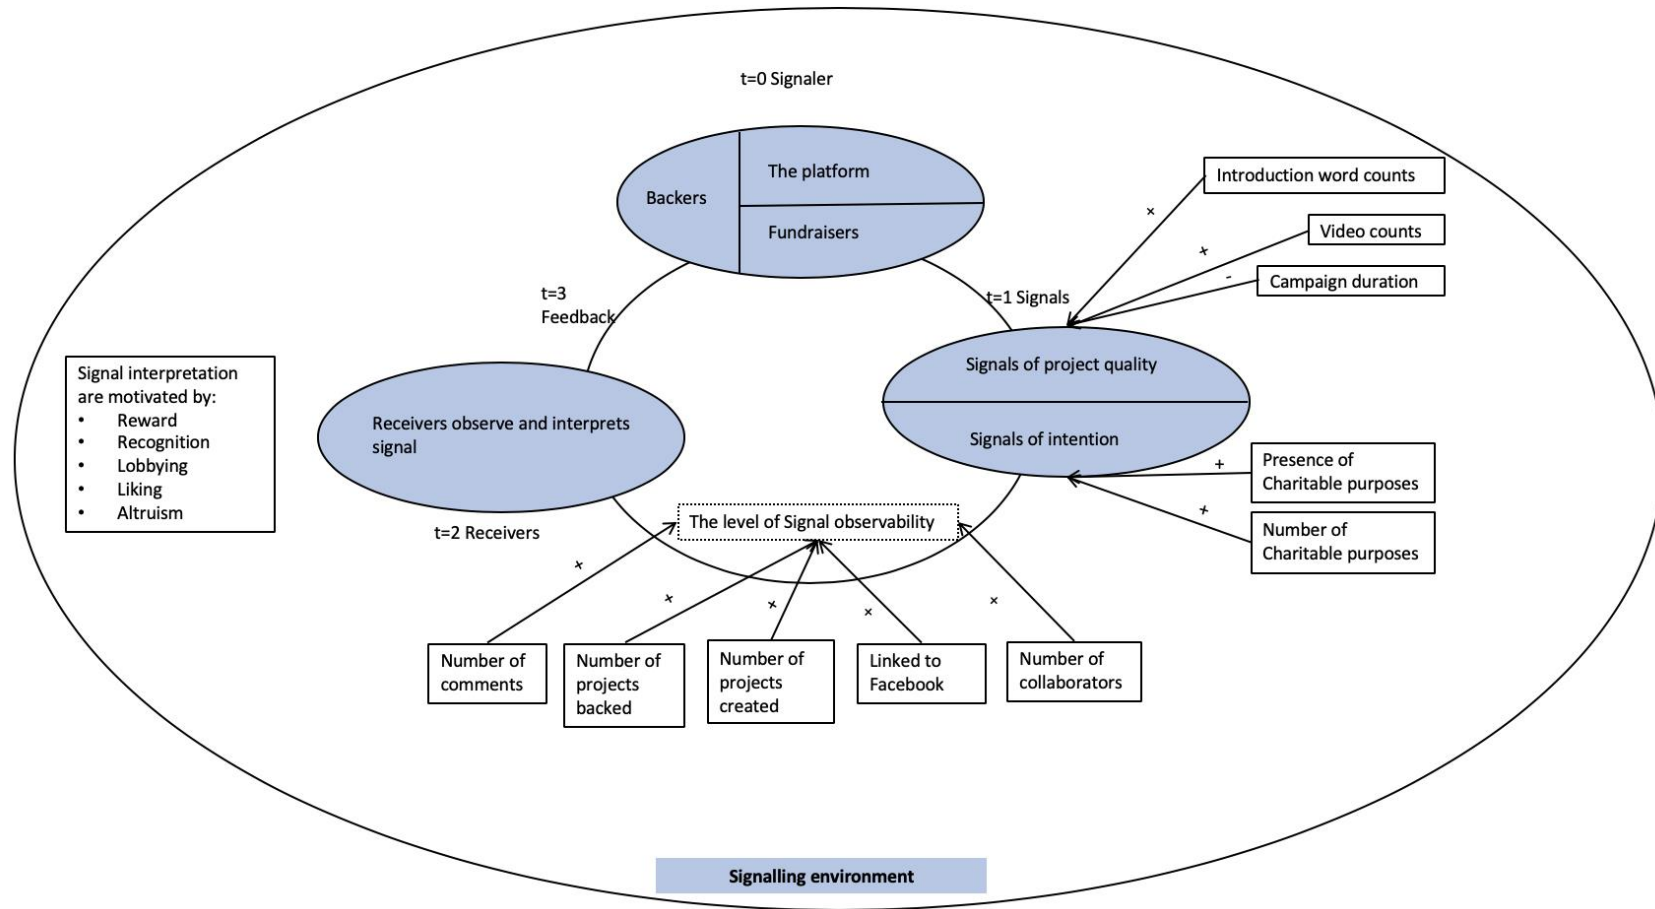 t=0 Signaler
Backers
The platform
Fundraisers
Introduction word counts
+
Video counts
+
Campaign duration
-
t=1 Signals
t=3
Feedback
Signals of project quality
Signals of intention
Signal interpretation
are motivated by:
• Reward
• Recognition
• Lobbying
• Liking
• Altruism
Receivers observe and interprets
signal
t=2 Receivers
+
Presence of
Charitable purposes
+
Number of
Charitable purposes
The level of Signal observability
+
+
+
+
+
Number of
comments
Number of
projects
backed
Number of
projects
created
Linked to
Facebook
Number of
collaborators
Signalling environment